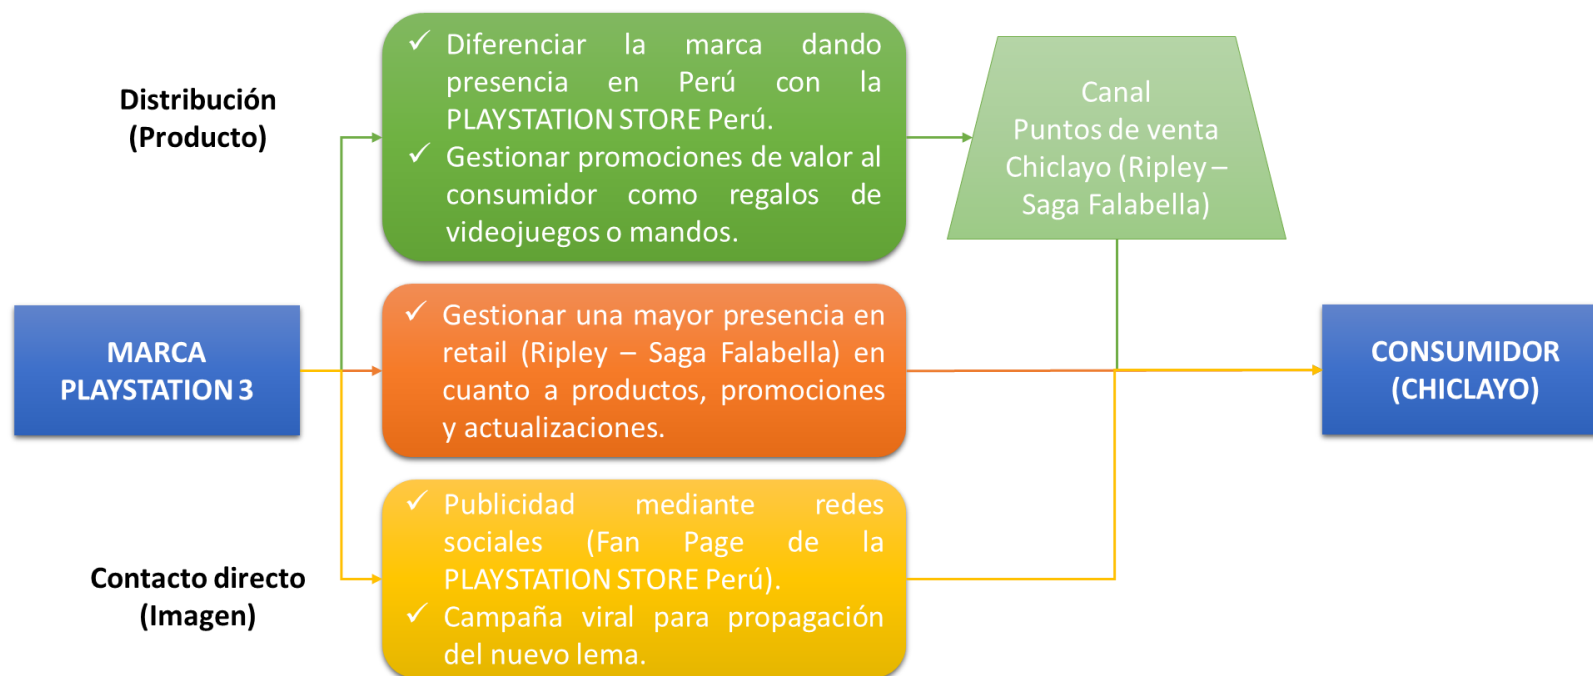 Distribución
(Producto)
✓ Diferenciar la marca dando
presencia en Perú con la
PLAYSTATION STORE Perú.
✓ Gestionar promociones de valor al
consumidor como regalos de
videojuegos o mandos.
Canal
Puntos de venta
Chiclayo (Ripley –
Saga Falabella)
MARCA
PLAYSTATION 3
✓ Gestionar una mayor presencia en
retail (Ripley – Saga Falabella) en
cuanto a productos, promociones
y actualizaciones.
CONSUMIDOR
(CHICLAYO)
Contacto directo
(Imagen)
✓ Publicidad mediante redes
sociales (Fan Page de la
PLAYSTATION STORE Perú).
✓ Campaña viral para propagación
del nuevo lema.